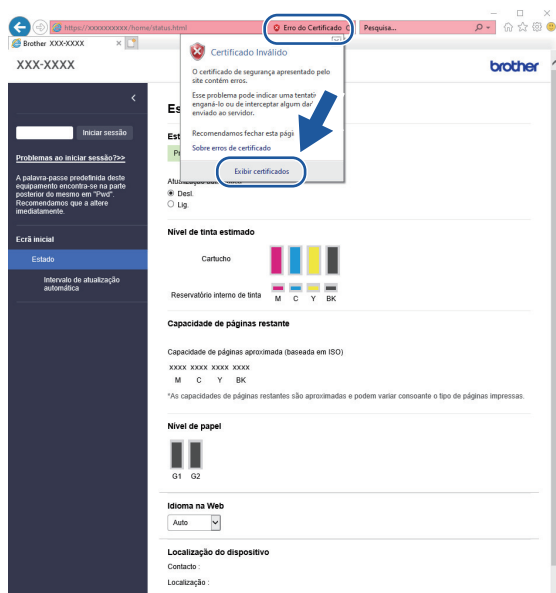 https://xxxxxxxxxx/home/status.html
Erro do Certificado
Pesquisa...
Brother XXX-XXXX
XXX-XXXX
brother
Certificado Inválido
O certificado de segurança apresentado pelo
site contém erros.
Esse problema pode indicar uma
enganá-lo ou de interceptar algum
enviado ao servidor.
Recomendamos fechar esta
Sobre erros de certificado
Exibir certificados
Iniciar sessão
Problemas ao iniciar sessão?>>
A palavra-passe predefinida deste
equipamento encontra-se na parte
posterior do mesmo em "Pwd".
Recomendamos que a altere
imediatamente.
Ecrã inicial
Estado
Intervalo de atualização
automática
Desl.
Lig.
Nível de tinta estimado
Cartucho
Reservatório interno de tinta
M C Y BK
Capacidade de páginas restante
Capacidade de páginas aproximada (baseada em ISO)
xxxx xxxx xxxx xxxx
M C Y BK
*As capacidades de páginas restantes são aproximadas e podem variar consoante o tipo de páginas impressas.
Nível de papel
G1 G2
Idioma na Web
Auto
Localização do dispositivo
Contacto :
Localização :